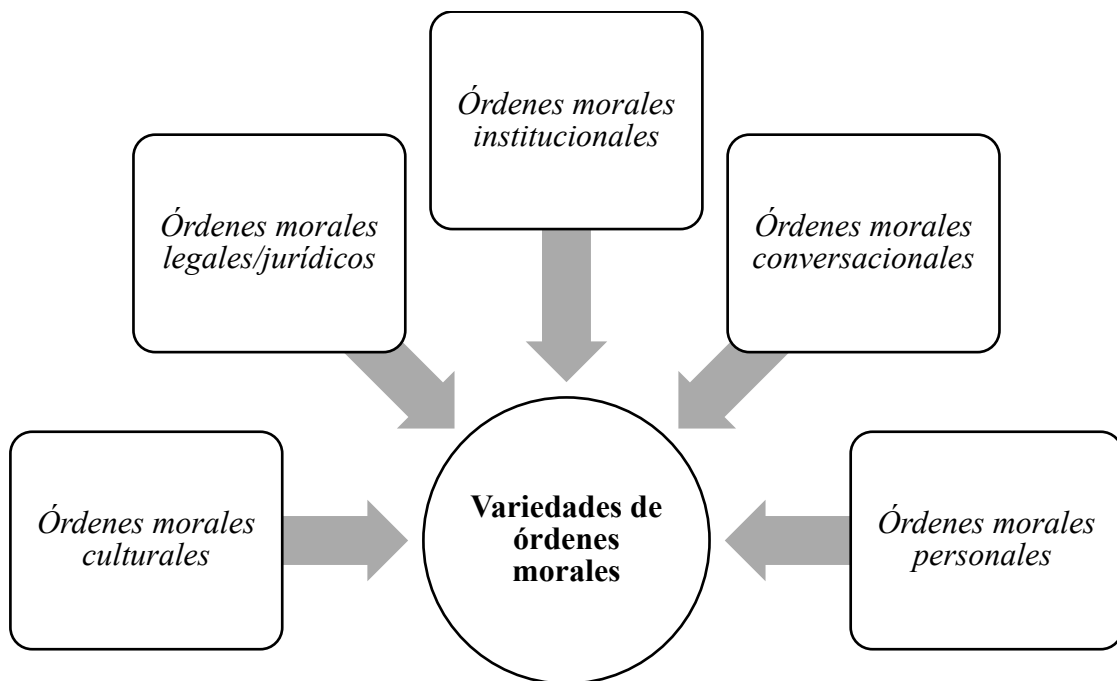 Órdenes morales
institucionales
Órdenes morales
legales/jurídicos
Órdenes morales
conversacionales
Órdenes morales
culturales
Variedades de
órdenes
morales
Órdenes morales
personales